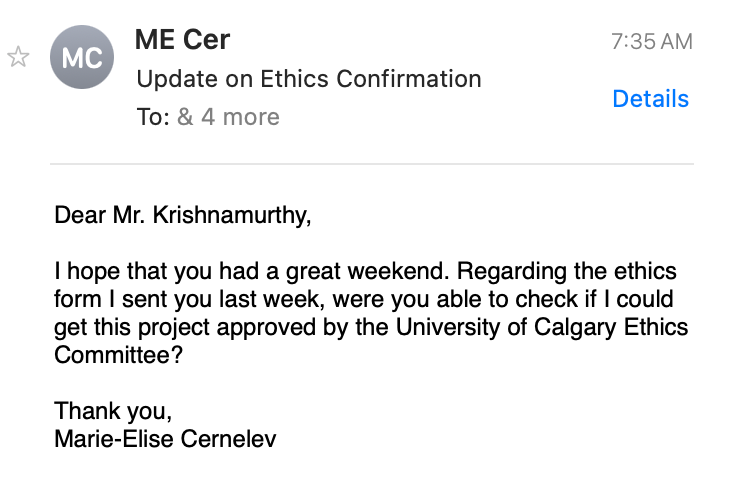 MC
ME Cer
7:35 AM
Update on Ethics Confirmation
Details
To: & 4 more
Dear Mr. Krishnamurthy,
I hope that you had a great weekend. Regarding the ethics
form I sent you last week, were you able to check if I could
get this project approved by the University of Calgary Ethics
Committee?
Thank you,
Marie-Elise Cernelev